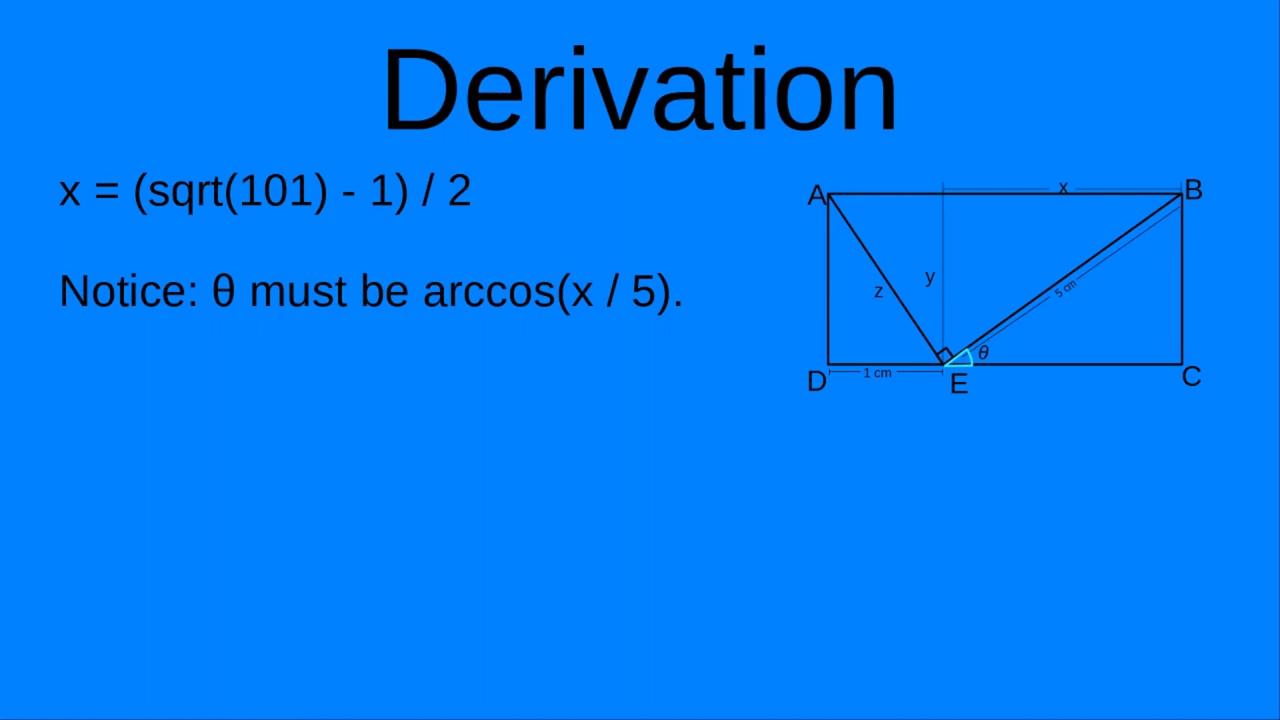 Derivation
x = (sqrt(101) - 1) / 2
Notice: θ must be arccos(x / 5).
A
x
B
y
z
5 cm
θ
D
1 cm
E
C